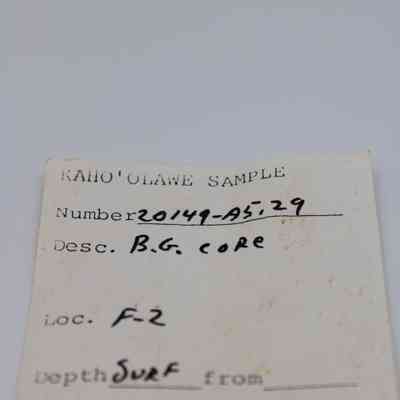 KAHO'OLAWE SAMPLE
Number 20149-A5.29
Desc. B.G. CORE
Loc. F-2
Depth SURF from